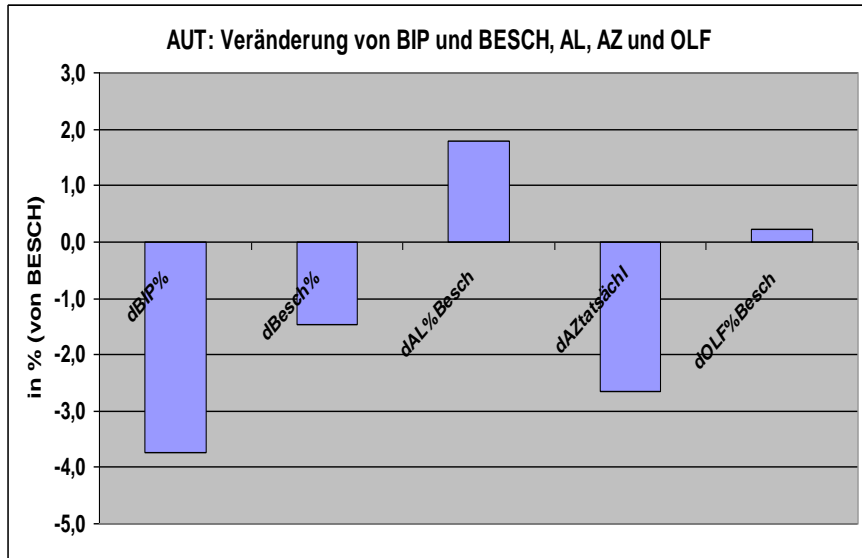 AUT: Veränderung von BIP und BESCH, AL, AZ und OLF
in % (von BESCH)
3,0
2,0
1,0
0,0
-1,0
-2,0
-3,0
-4,0
-5,0
dBIP%
dBesch%
dAL%Besch
dAZtatsächl
dOLF%Besch